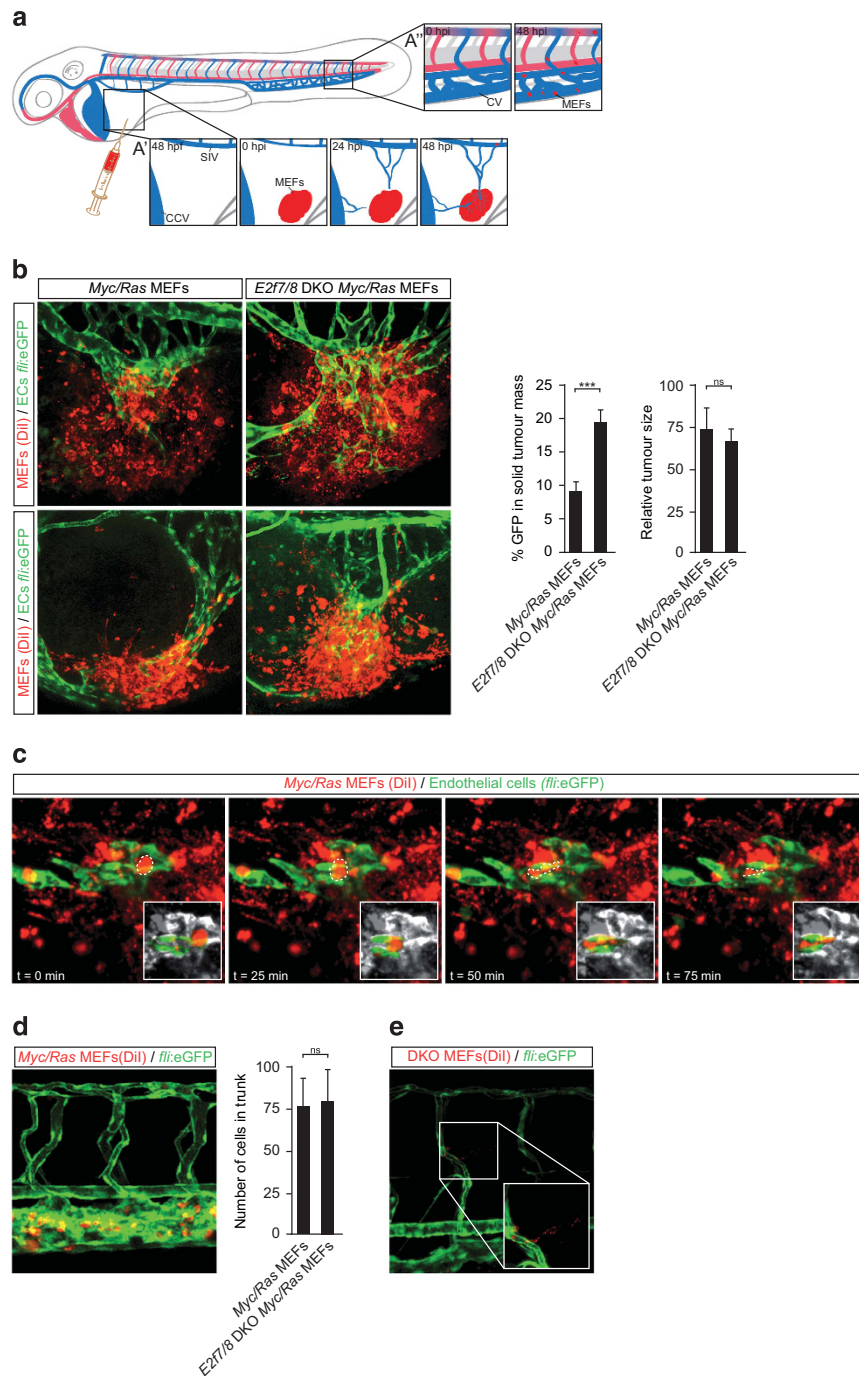 a
A''
0 hpi
48 hpi
CV
MEFs
A'
48 hpf
SIV
CCV
0 hpi
MEFs
24 hpi
48 hpi
b
Myc/Ras MEFs
E2f7/8 DKO Myc/Ras MEFs
MEFs (DiI) / ECs fli:eGFP
MEFs (DiI) / ECs fli:eGFP
% GFP in solid tumour mass
25
20
15
10
5
0
***
Myc/Ras MEFs
E2f7/8 DKO Myc/Ras MEFs
Relative tumour size
100
75
50
25
0
ns
Myc/Ras MEFs
E2f7/8 DKO Myc/Ras MEFs
c
Myc/Ras MEFs (DiI) / Endothelial cells (fli:eGFP)
t = 0 min
t = 25 min
t = 50 min
t = 75 min
d
Myc/Ras MEFs(DiI) / fli:eGFP
Number of cells in trunk
100
75
50
25
0
ns
Myc/Ras MEFs
E2f7/8 DKO Myc/Ras MEFs
e
DKO MEFs(DiI) / fli:eGFP